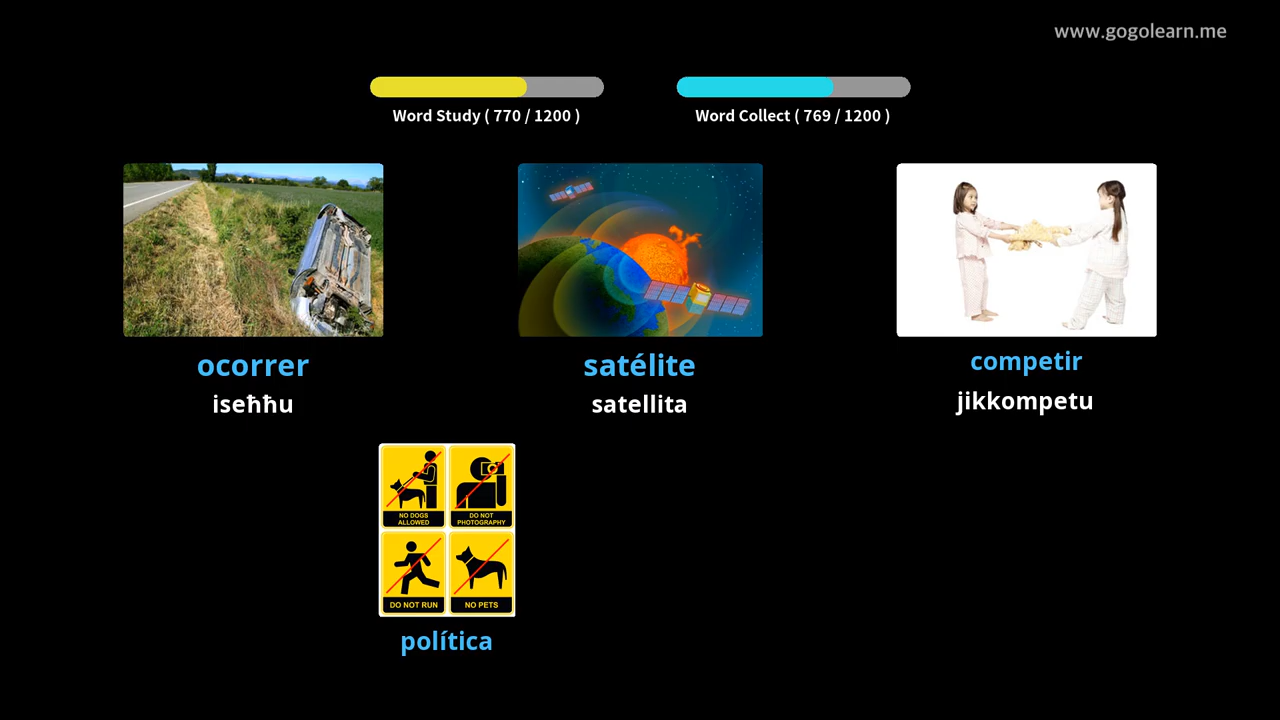 www.gogolearn.me
Word Study ( 770 / 1200 )
Word Collect ( 769 / 1200 )
ocorrer
iseħħu
satélite
satellita
competir
jikkompetu
NO DOGS
ALLOWED
DO NOT
PHOTOGRAPHY
DO NOT RUN
NO PETS
política